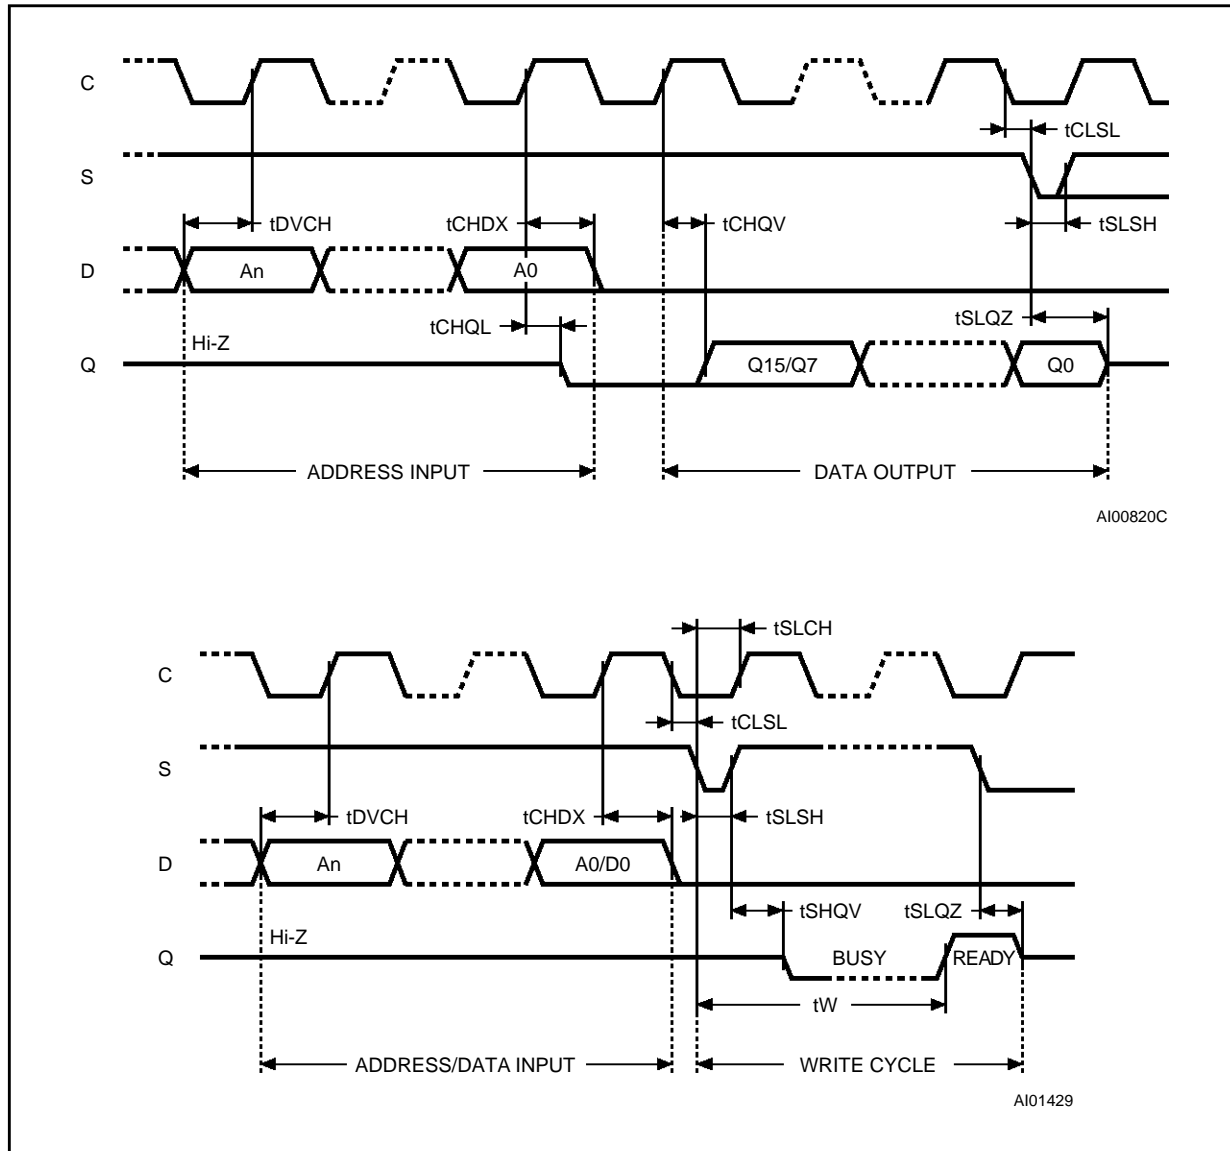 C
tCLSL
S
tDVCH
tCHDX
tCHQV
tSLSH
D
An
A0
tCHQL
tSLQZ
Hi-Z
Q
Q15/Q7
Q0
ADDRESS INPUT
DATA OUTPUT
AI00820C
tSLCH
C
tCLSL
S
tDVCH
tCHDX
tSLSH
D
An
A0/D0
tSHQV
tSLQZ
Hi-Z
Q
BUSY
READY
tW
ADDRESS/DATA INPUT
WRITE CYCLE
AI01429